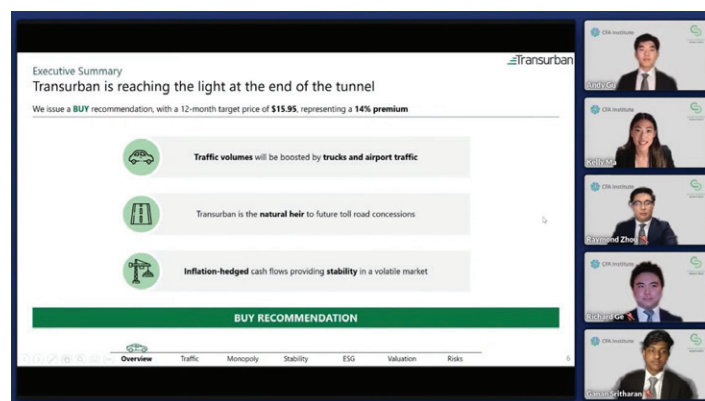 Transurban
Executive Summary
Transurban is reaching the light at the end of the tunnel
We issue a BUY recommendation, with a 12-month target price of $15.95, representing a 14% premium
Traffic volumes will be boosted by trucks and airport traffic
Transurban is the natural heir to future toll road concessions
Inflation-hedged cash flows providing stability in a volatile market
BUY RECOMMENDATION
Overview Traffic Monopoly Stability ESG Valuation Risks
6
CFA Institute
Andy Ge
CFA Institute
Kelly Ma
CFA Institute
Raymond Zhou
CFA Institute
Richard Ge
CFA Institute
Ganan Sritharan